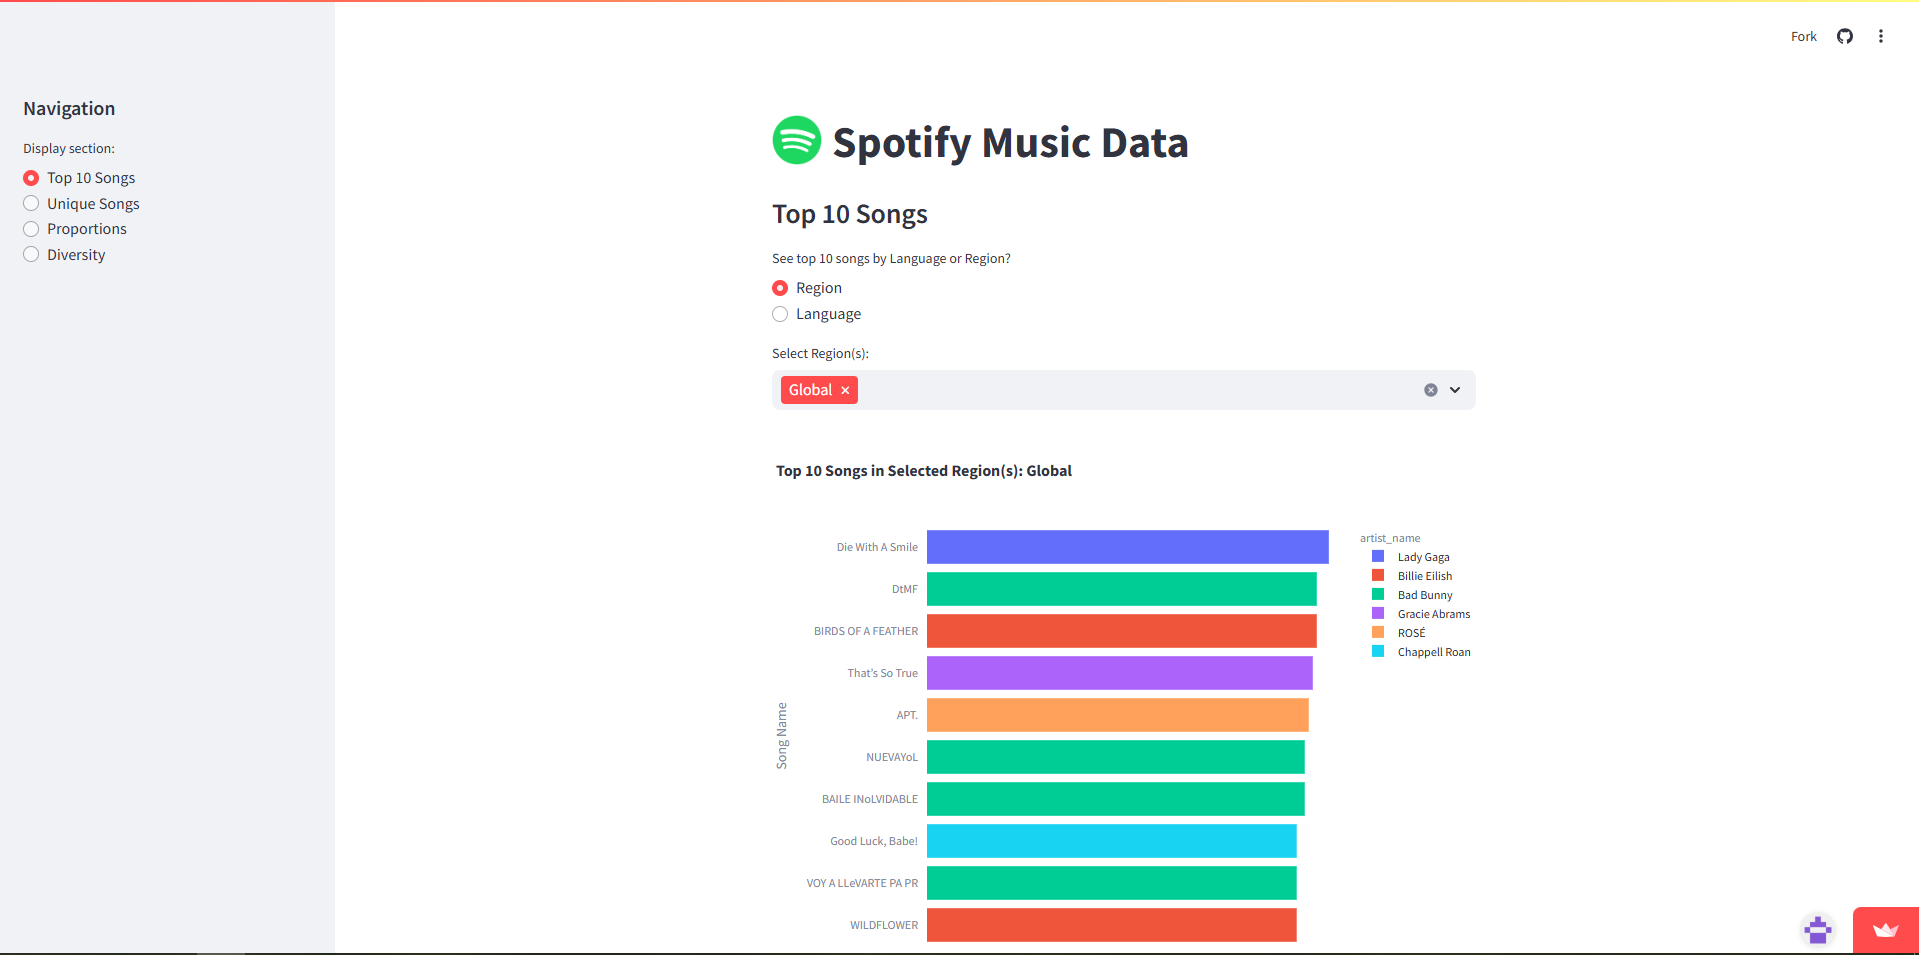 Fork
Navigation
Display section:
Top 10 Songs
Unique Songs
Proportions
Diversity
Spotify Music Data
Top 10 Songs
See top 10 songs by Language or Region?
Region
Language
Select Region(s):
Global
Top 10 Songs in Selected Region(s): Global
Song Name
Die With A Smile
DtMF
BIRDS OF A FEATHER
That's So True
APT.
NUEVAYoL
BAILE INoLVIDABLE
Good Luck, Babe!
VOY A LLeVARTE PA PR
WILDFLOWER
artist_name
Lady Gaga
Billie Eilish
Bad Bunny
Gracie Abrams
ROSÉ
Chappell Roan